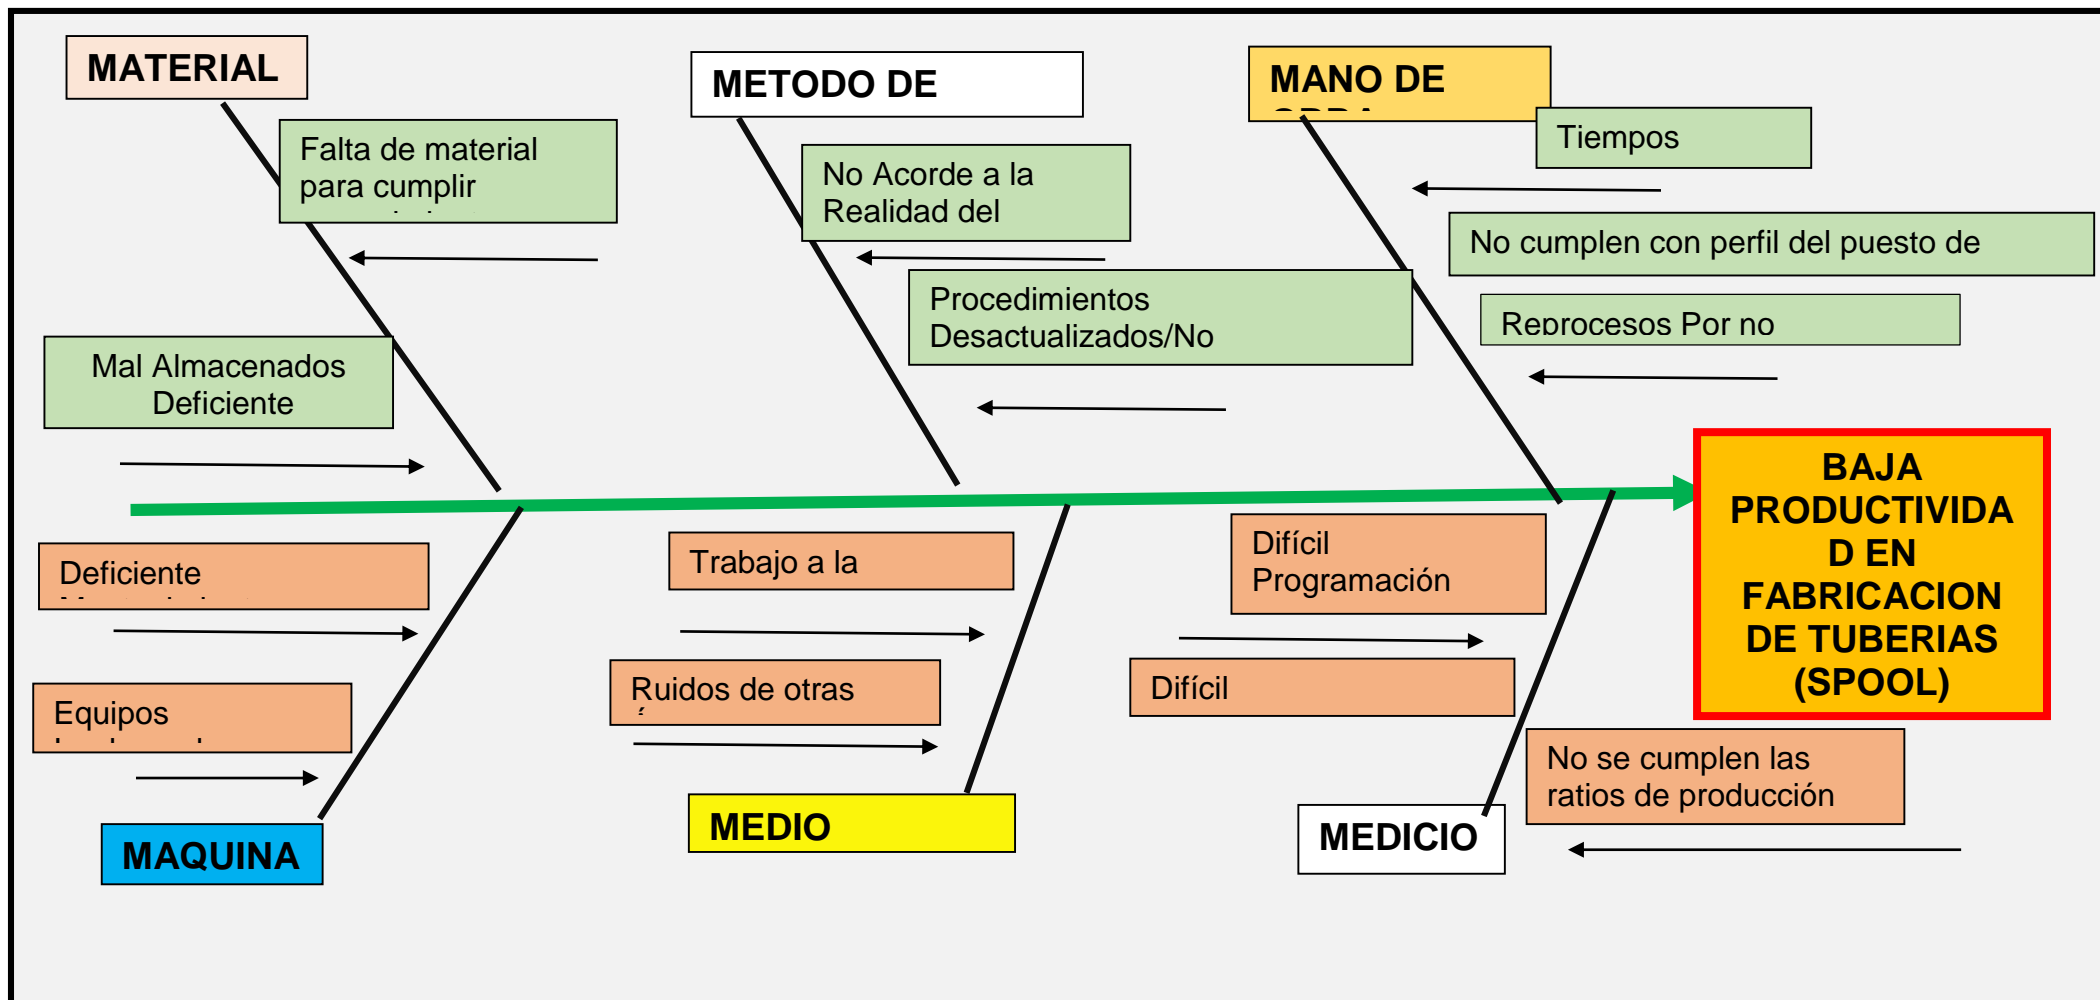 MATERIAL
METODO DE
MANO DE
Falta de material
para cumplir
No Acorde a la
Realidad del
Tiempos
No cumplen con perfil del puesto de
Procedimientos
Desactualizados/No
Reprocesos Por no
Mal Almacenados
Deficiente
BAJA
PRODUCTIVIDA
D EN
FABRICACION
DE TUBERIAS
(SPOOL)
Deficiente
Trabajo a la
Difícil
Programación
Equipos
Ruidos de otras
Difícil
No se cumplen las
ratios de producción
MAQUINA
MEDIO
MEDICIO